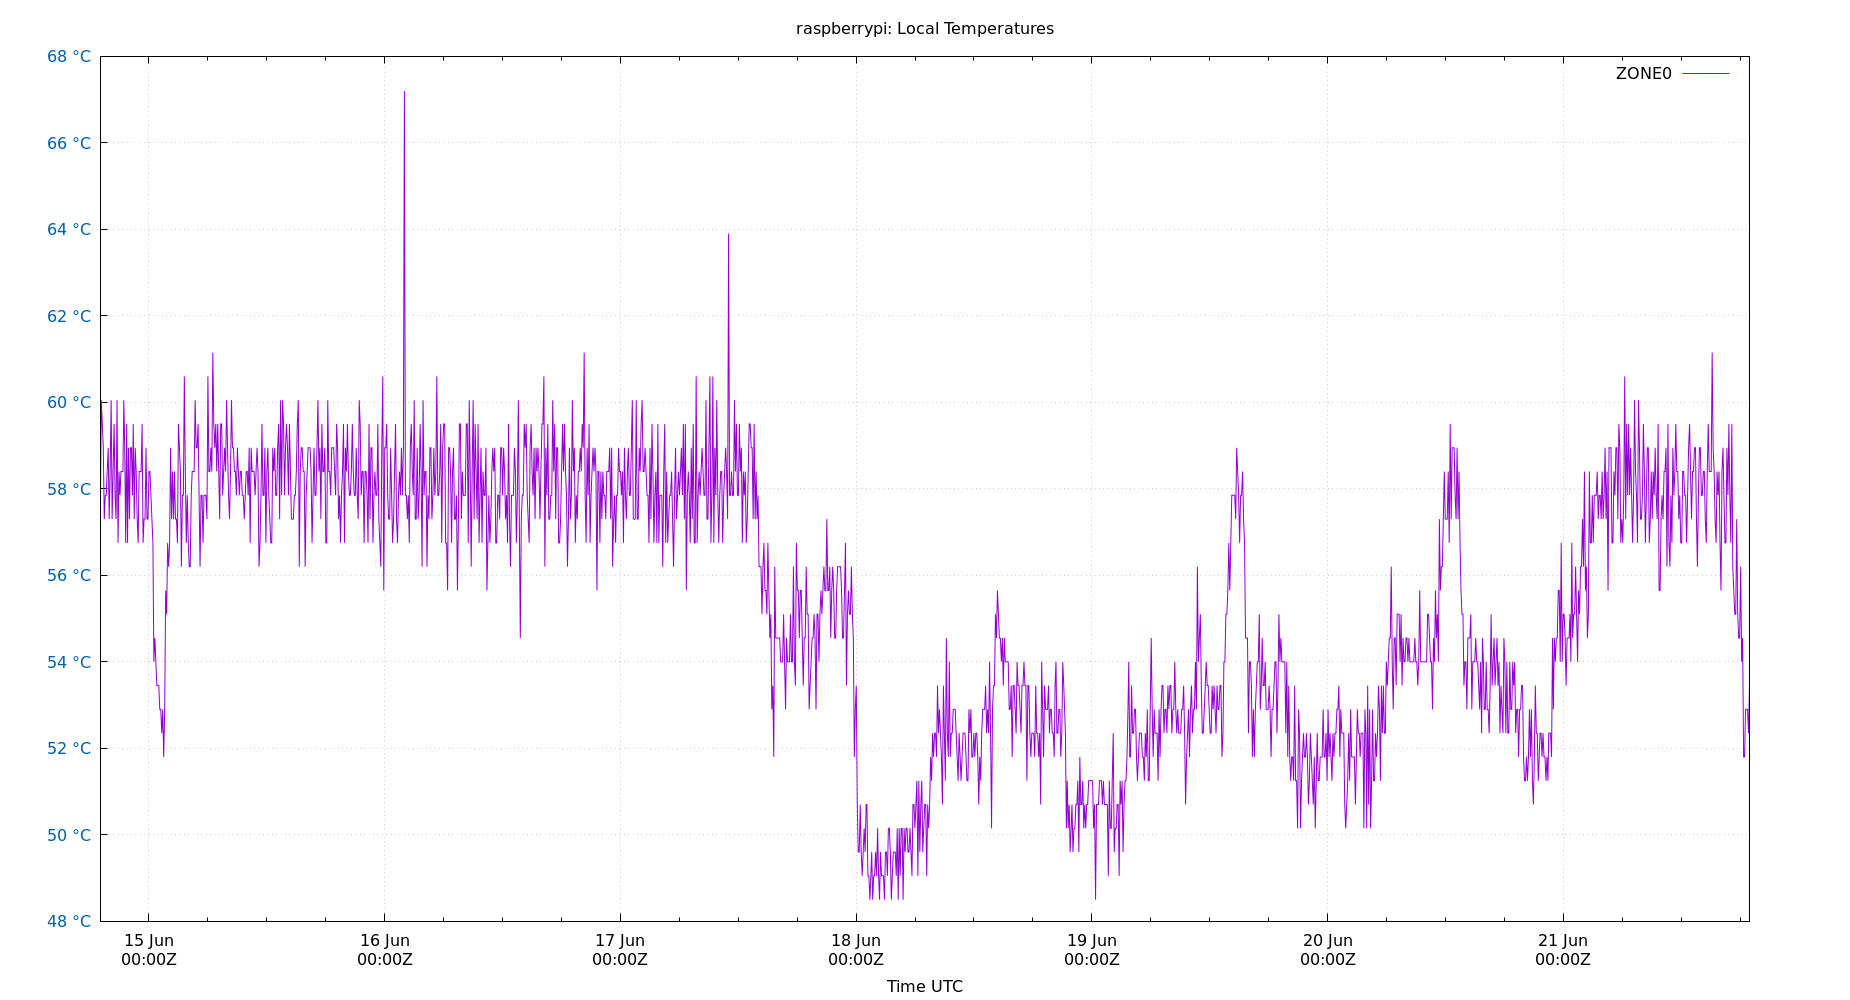 raspberrypi: Local Temperatures
68 °C
ZONE0
66 °C
64 °C
62 °C
60 °C
58 °C
56 °C
54 °C
52 °C
50 °C
48 °C
15 Jun 16 Jun 17 Jun 18 Jun 19 Jun 20 Jun 21 Jun
00:00Z 00:00Z 00:00Z 00:00Z 00:00Z 00:00Z 00:00Z
Time UTC